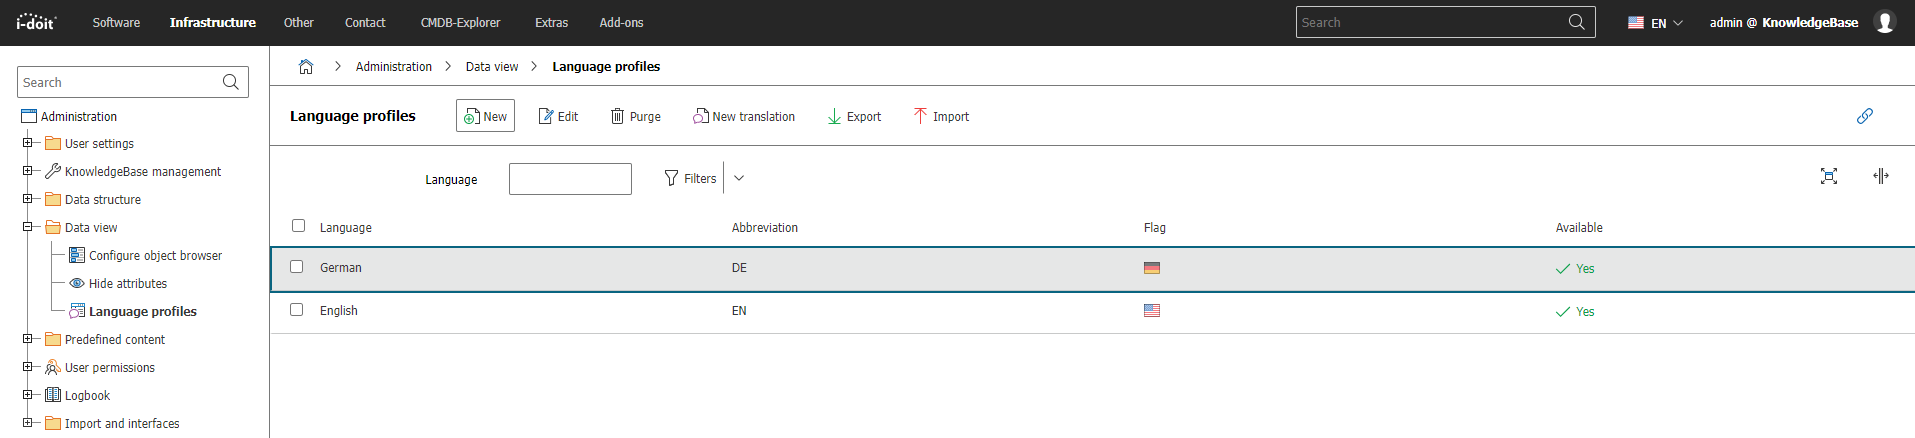 i-doit Software Infrastructure Other Contact CMDB-Explorer Extras Add-ons Search EN admin @ KnowledgeBase
Search
Administration
User settings
KnowledgeBase management
Data structure
Data view
Configure object browser
Hide attributes
Language profiles
Predefined content
User permissions
Logbook
Import and interfaces
Administration Data view Language profiles
Language profiles New Edit Purge New translation Export Import
Language Filters
Language Abbreviation Flag Available
German DE Yes
English EN Yes